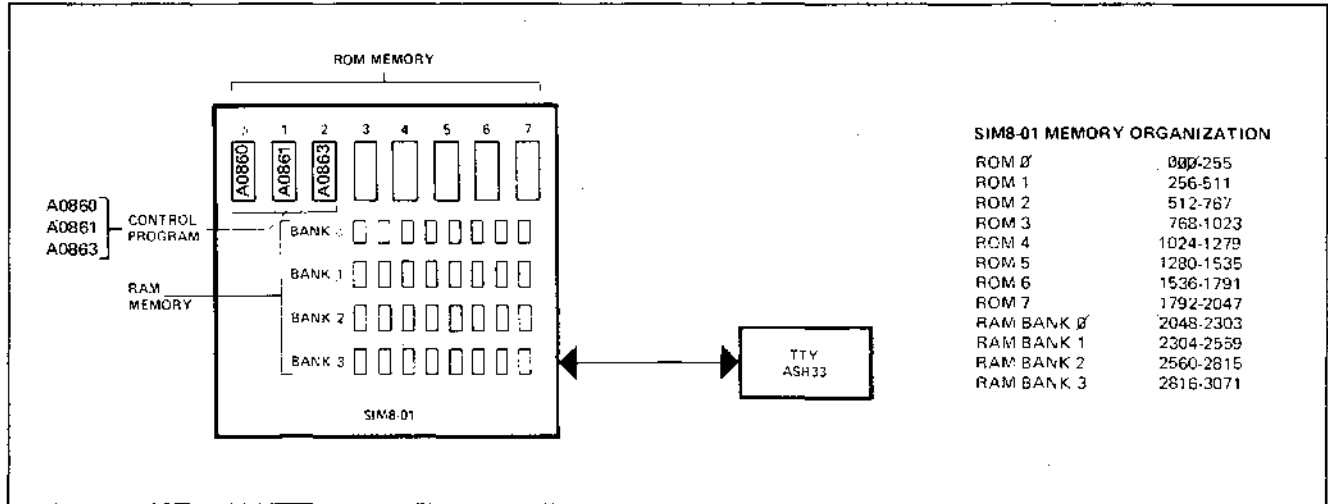 ROM MEMORY
1 2 3 4 5 6 7
A0860 A0861 A0863
A0860
A0861
A0863
CONTROL
PROGRAM
BANK
BANK 1
RAM
MEMORY
BANK 2
BANK 3
SIM8-01
TTY
ASH33
SIM8-01 MEMORY ORGANIZATION
ROM Ø 000-255
ROM 1 256-511
ROM 2 512-767
ROM 3 768-1023
ROM 4 1024-1279
ROM 5 1280-1535
ROM 6 1536-1791
ROM 7 1792-2047
RAM BANK Ø 2048-2303
RAM BANK 1 2304-2559
RAM BANK 2 2560-2815
RAM BANK 3 2816-3071